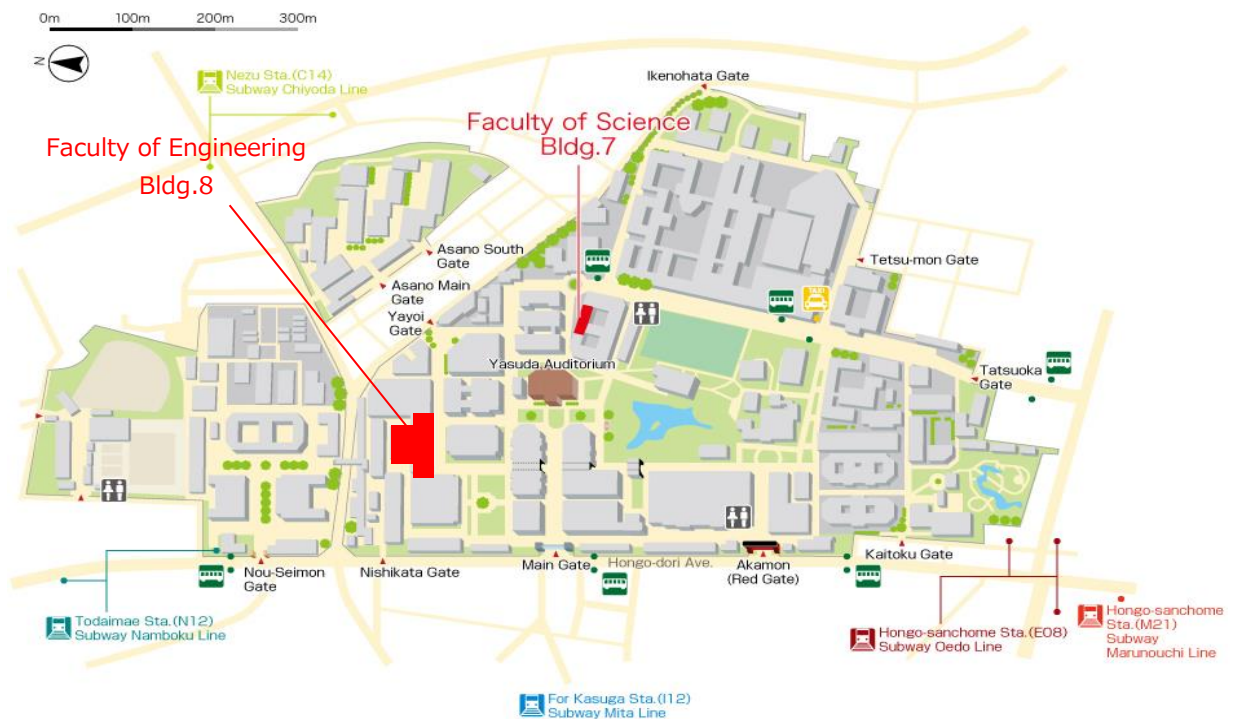 0m 100m 200m 300m
N
Nezu Sta.(C14)
Subway Chiyoda Line
Ikenohata Gate
Faculty of Science
Bldg.7
Faculty of Engineering
Bldg.8
Asano South
Gate
Asano Main
Gate
Yayoi
Gate
Tetsu-mon Gate
TAXI
Yasuda Auditorium
Tatsuoka
Gate
Nou-Seimon
Gate
Nishikata Gate
Main Gate
Hongo-dori Ave.
Akamon
(Red Gate)
Kaitoku Gate
Todaimae Sta.(N12)
Subway Namboku Line
Hongo-sanchome Sta.(E08)
Subway Oedo Line
Hongo-sanchome
Sta.(M21)
Subway
Marunouchi Line
For Kasuga Sta.(I12)
Subway Mita Line